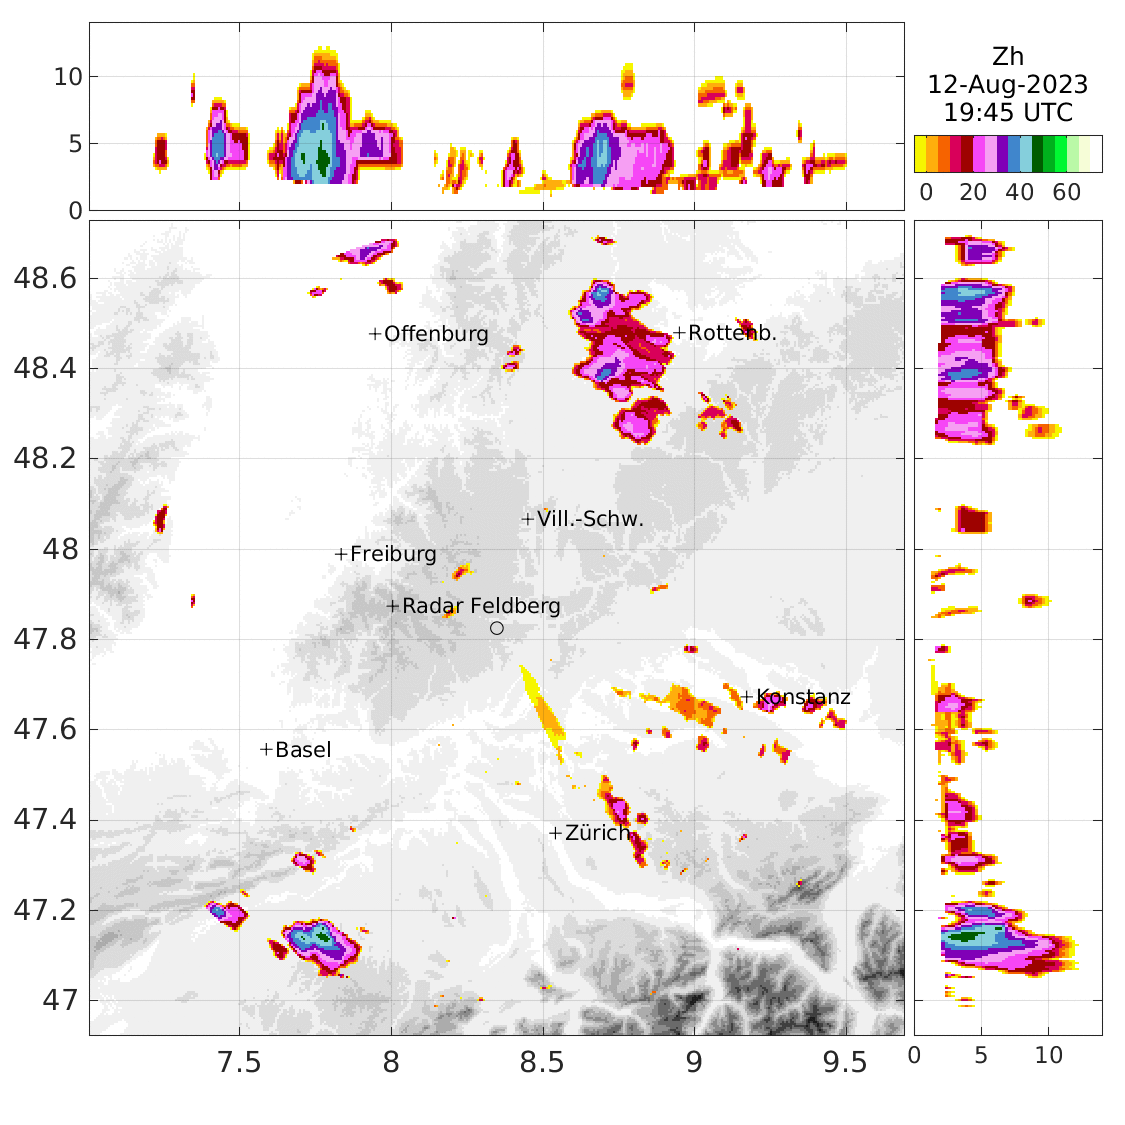 Zh
12-Aug-2023
19:45 UTC
0 20 40 60
10
5
0
48.6
48.4
48.2
48
47.8
47.6
47.4
47.2
47
+Offenburg
+Rottenb.
+Vill.-Schw.
+Freiburg
+Radar Feldberg
+Konstanz
+Basel
+Zürich
7.5 8 8.5 9 9.5
0 5 10